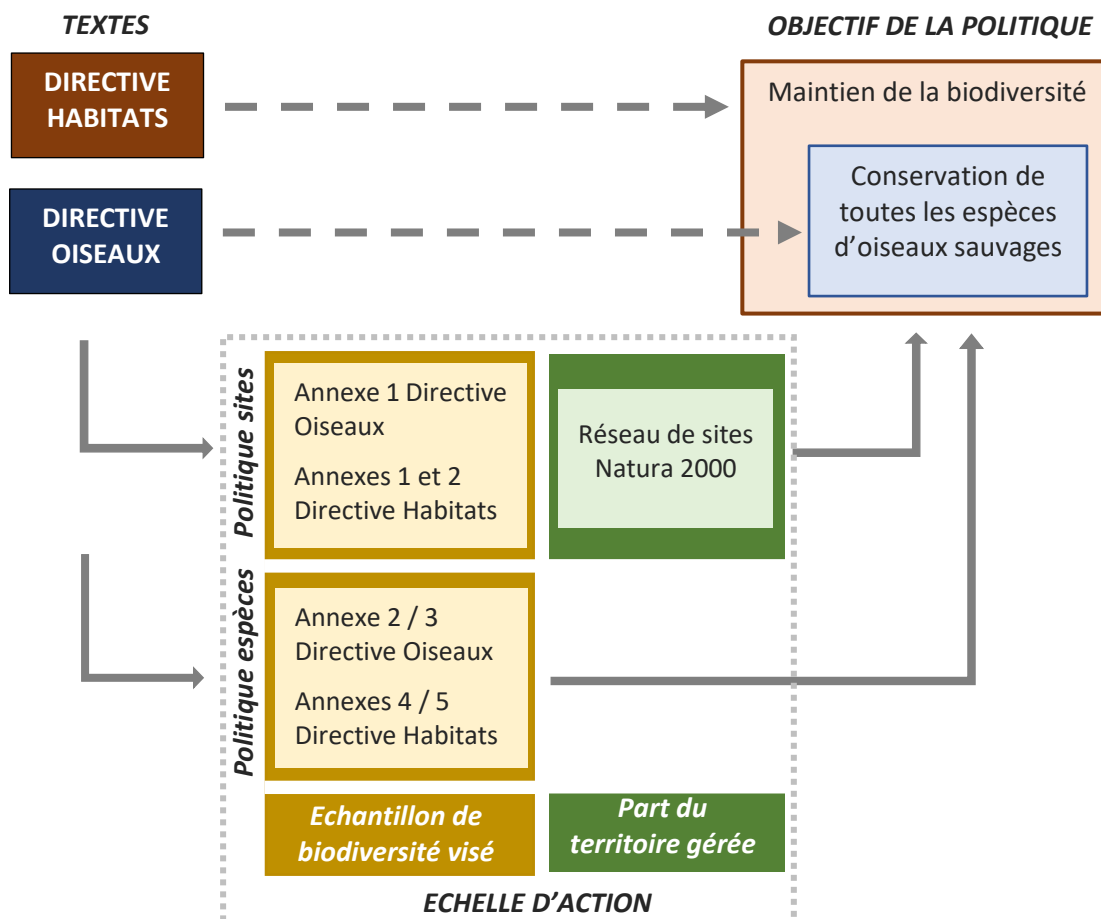 TEXTES
OBJECTIF DE LA POLITIQUE
DIRECTIVE
HABITATS
Maintien de la biodiversité
DIRECTIVE
OISEAUX
Conservation de
toutes les espèces
d’oiseaux sauvages
Politique sites
Annexe 1 Directive
Oiseaux
Annexes 1 et 2
Directive Habitats
Réseau de sites
Natura 2000
Politique espèces
Annexe 2 / 3
Directive Oiseaux
Annexes 4 / 5
Directive Habitats
Echantillon de
biodiversité visé
Part du
territoire gérée
ECHELLE D’ACTION